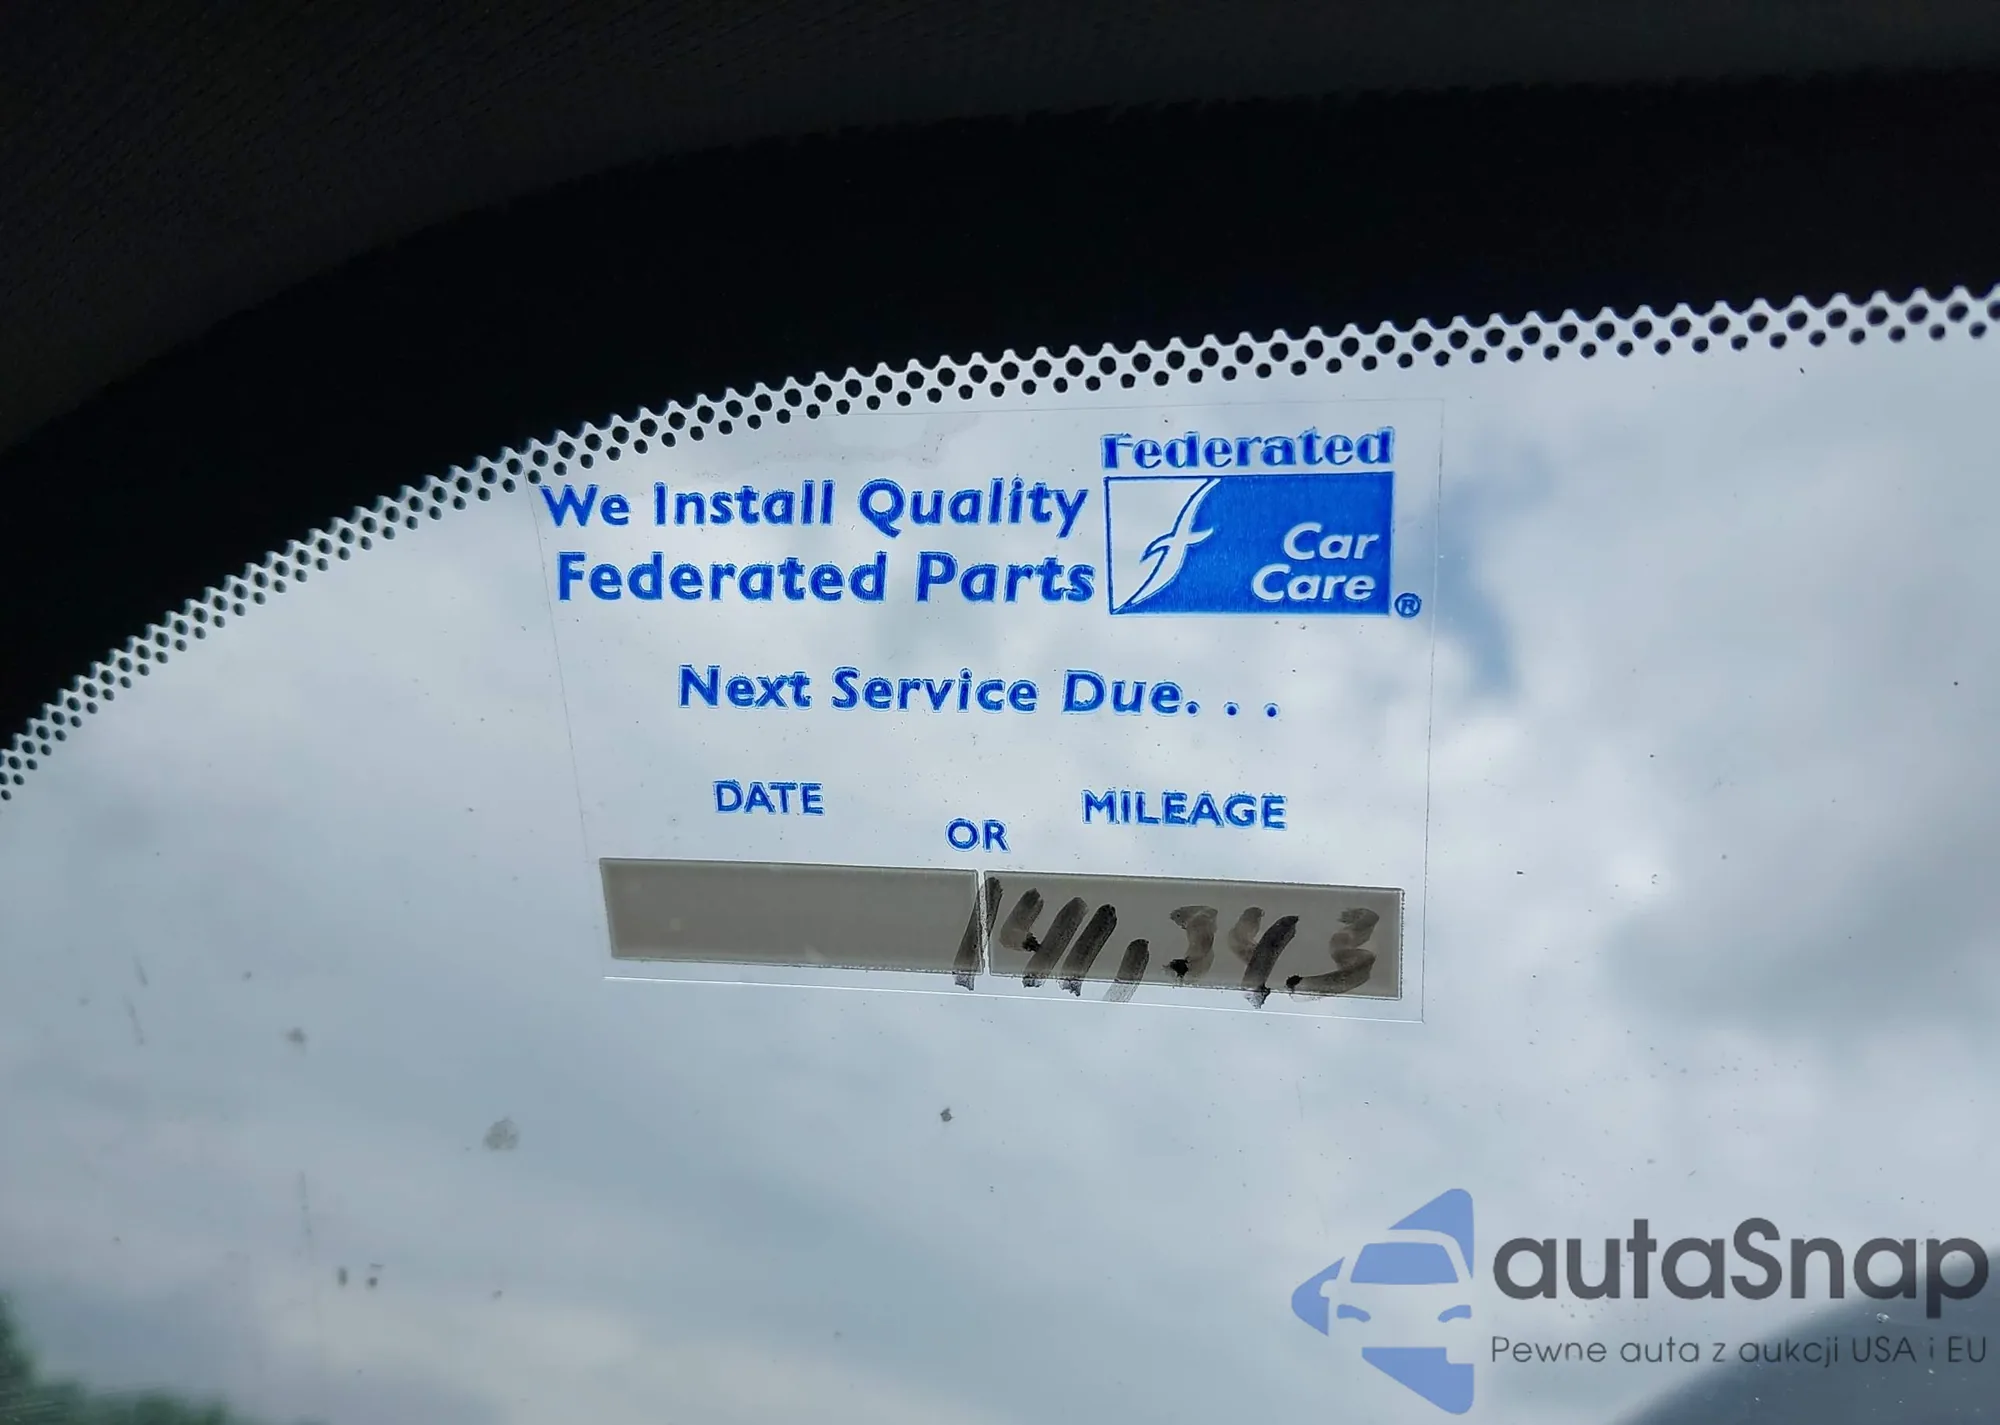 Federated
We Install Quality
Federated Parts
Car
Care®
Next Service Due. . .
DATE
OR
MILEAGE
141,343
autaSnap
Pewne auta z aukcji USA i EU